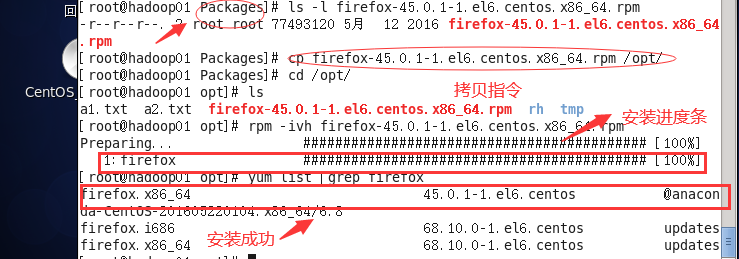 [root@hadoop01 Packages]# ls -l firefox-45.0.1-1.el6.centos.x86_64.rpm
-r--r--r--. 2 root root 77493120 5月  12 2016 firefox-45.0.1-1.el6.centos.x86_64
.rpm
[root@hadoop01 Packages]# cp firefox-45.0.1-1.el6.centos.x86_64.rpm /opt/
[root@hadoop01 Packages]# cd /opt/
[root@hadoop01 opt]# ls
拷贝指令
a1.txt  a2.txt  firefox-45.0.1-1.el6.centos.x86_64.rpm  rh  tmp
安装进度条
[root@hadoop01 opt]# rpm -ivh firefox-45.0.1-1.el6.centos.x86_64.rpm
Preparing...                ########################################### [100%]
1:firefox                ########################################### [100%]
[root@hadoop01 opt]# yum list |grep firefox
firefox.x86_64                          45.0.1-1.el6.centos              @anacon
da-CentOS-201605220104.x86_64/6.8
firefox.i686                            68.10.0-1.el6.centos             updates
安装成功
firefox.x86_64                          68.10.0-1.el6.centos             updates
回
CentOS_